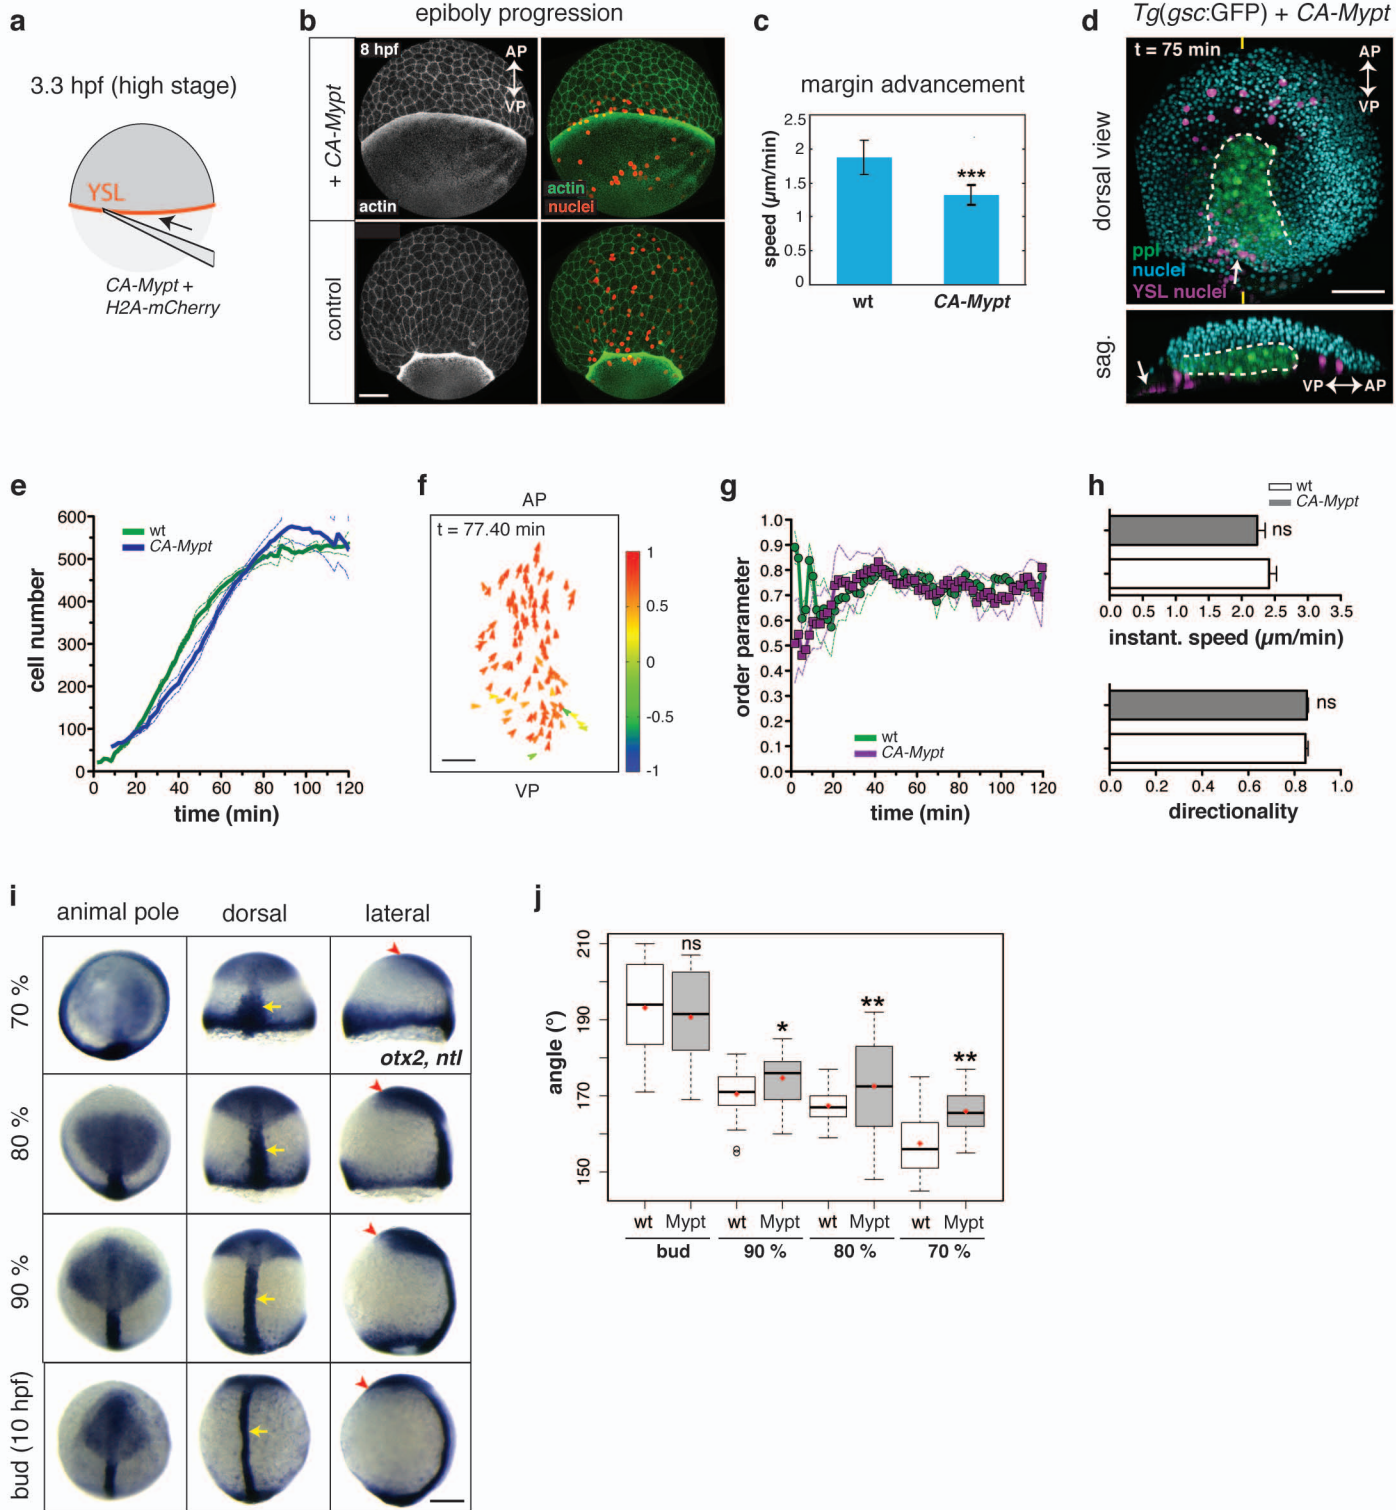 a
3.3 hpf (high stage)
YSL
CA-Mypt +
H2A-mCherry
b
epiboly progression
+ CA-Mypt
control
8 hpf
AP
VP
actin
actin
nuclei
c
margin advancement
speed (µm/min)
2.5
2
1.5
1
0.5
0
***
wt
CA-Mypt
d
Tg(gsc:GFP) + CA-Mypt
dorsal view
sag.
t = 75 min
AP
VP
ppl
nuclei
YSL nuclei
VP
AP
e
cell number
600
500
400
300
200
100
0
wt
CA-Mypt
0 20 40 60 80 100 120
time (min)
f
AP
t = 77.40 min
1
0.5
0
-0.5
-1
VP
g
order parameter
1.0
0.9
0.8
0.7
0.6
0.5
0.4
0.3
0.2
0.1
0.0
wt
CA-Mypt
0 20 40 60 80 100 120
time (min)
h
wt
CA-Mypt
ns
0.0 0.5 1.0 1.5 2.0 2.5 3.0 3.5
instant. speed (µm/min)
ns
0.0 0.2 0.4 0.6 0.8 1.0
directionality
i
animal pole dorsal lateral
70 %
otx2, ntl
80 %
90 %
bud (10 hpf)
j
angle (°)
210
190
170
150
ns
*
**
**
wt Mypt wt Mypt wt Mypt wt Mypt
bud 90 % 80 % 70 %